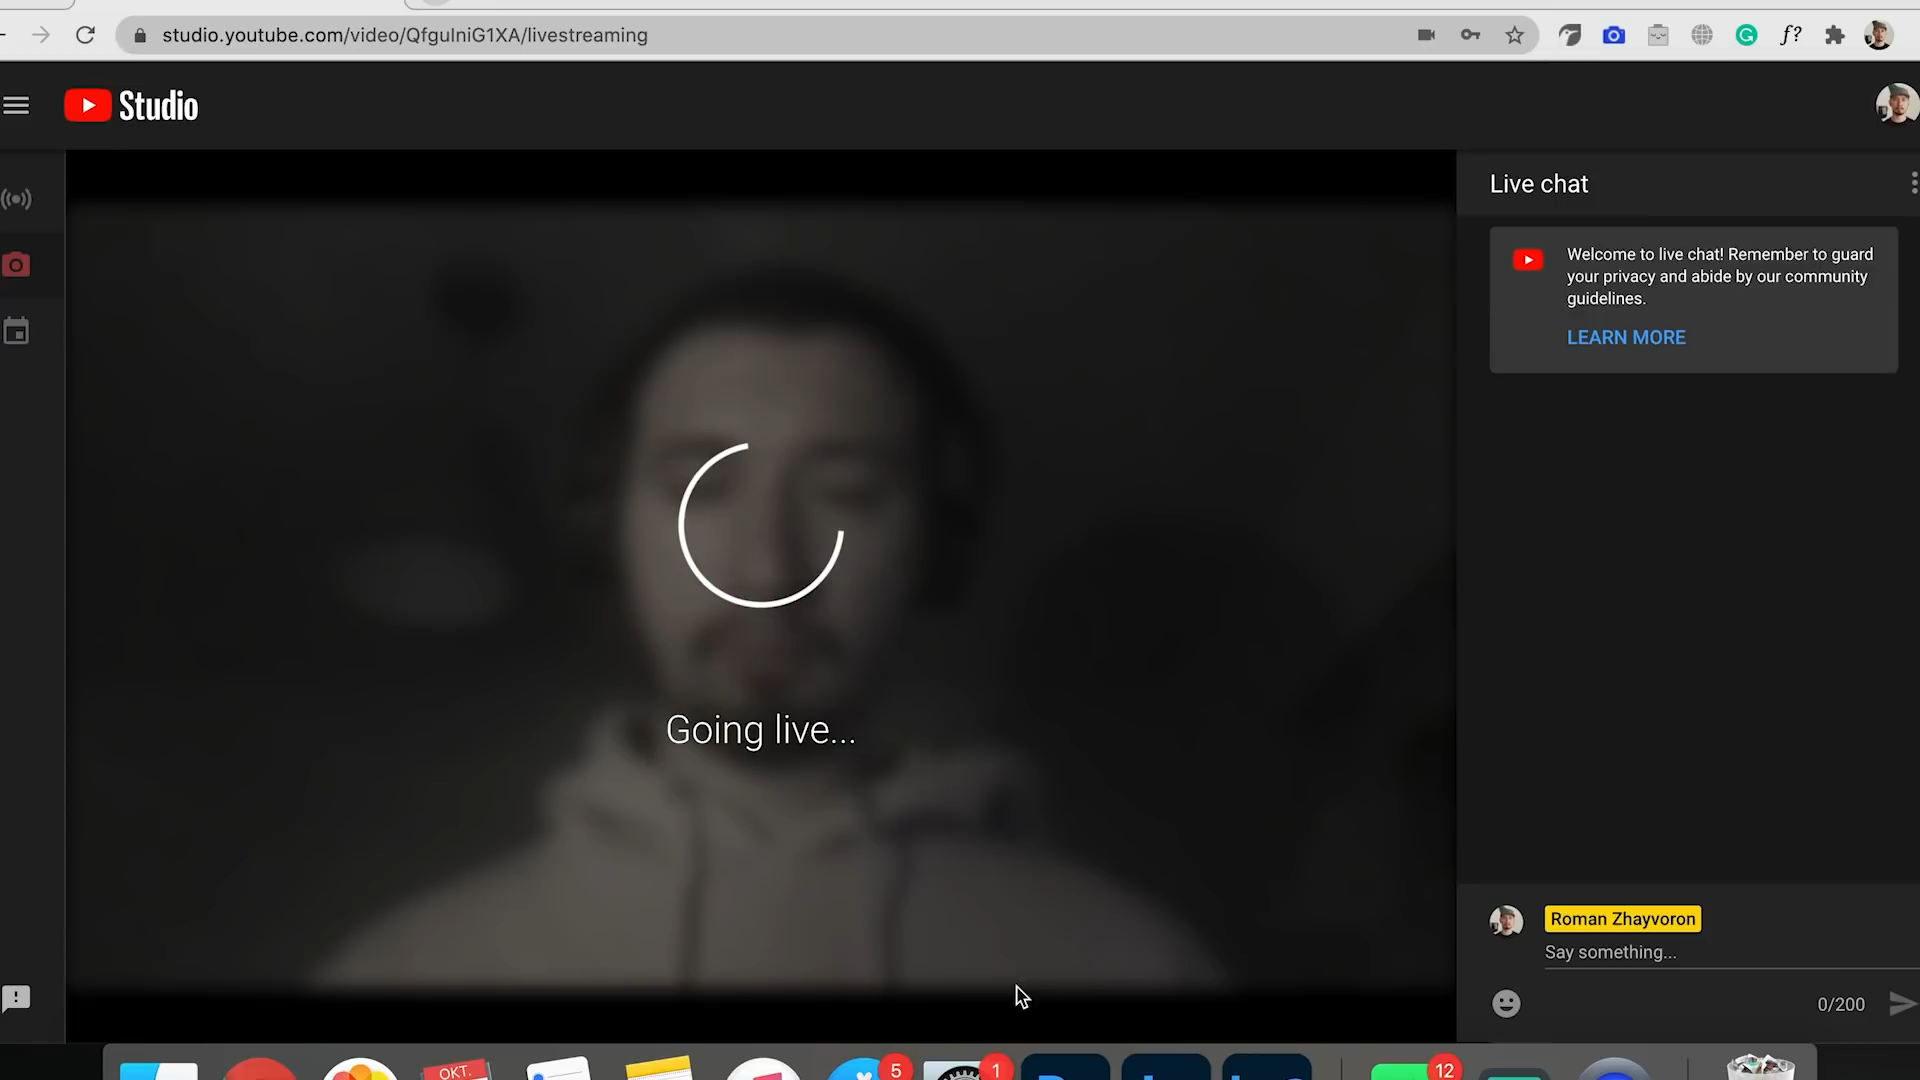 studio.youtube.com/video/QfguIniG1XA/livestreaming
f?
Studio
Live chat
Welcome to live chat! Remember to guard
your privacy and abide by our community
guidelines.
LEARN MORE
Going live...
Roman Zhayvoron
Say something...
0/200
OKT.
5
1
12